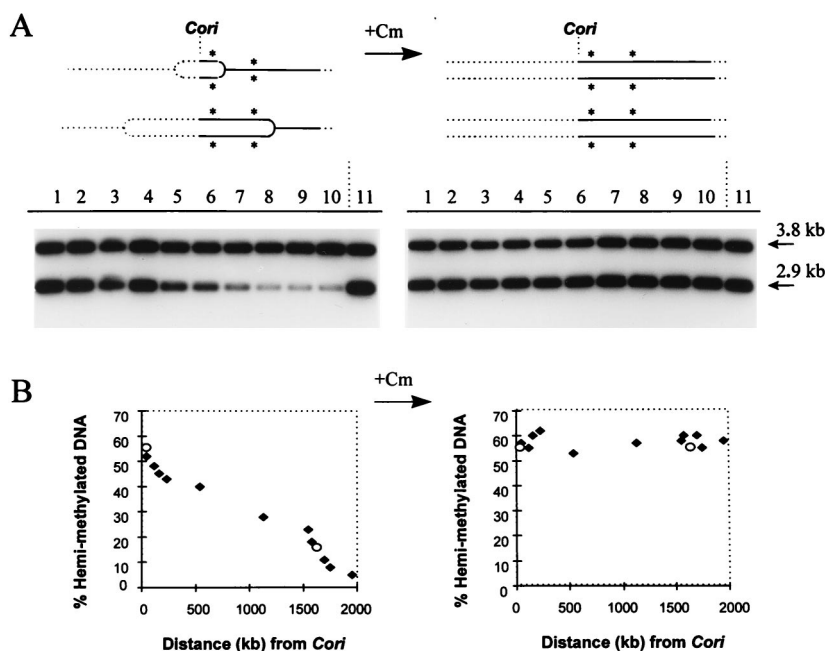 A
Cori
+Cm
Cori
* *
* *
* *
* *
* *
* *
* *
* *
1 2 3 4 5 6 7 8 9 10 11
1 2 3 4 5 6 7 8 9 10 11
3.8 kb
2.9 kb
B
+Cm
% Hemi-methylated DNA
70
60
50
40
30
20
10
0
0 500 1000 1500 2000
Distance (kb) from Cori
% Hemi-methylated DNA
70
60
50
40
30
20
10
0
0 500 1000 1500 2000
Distance (kb) from Cori